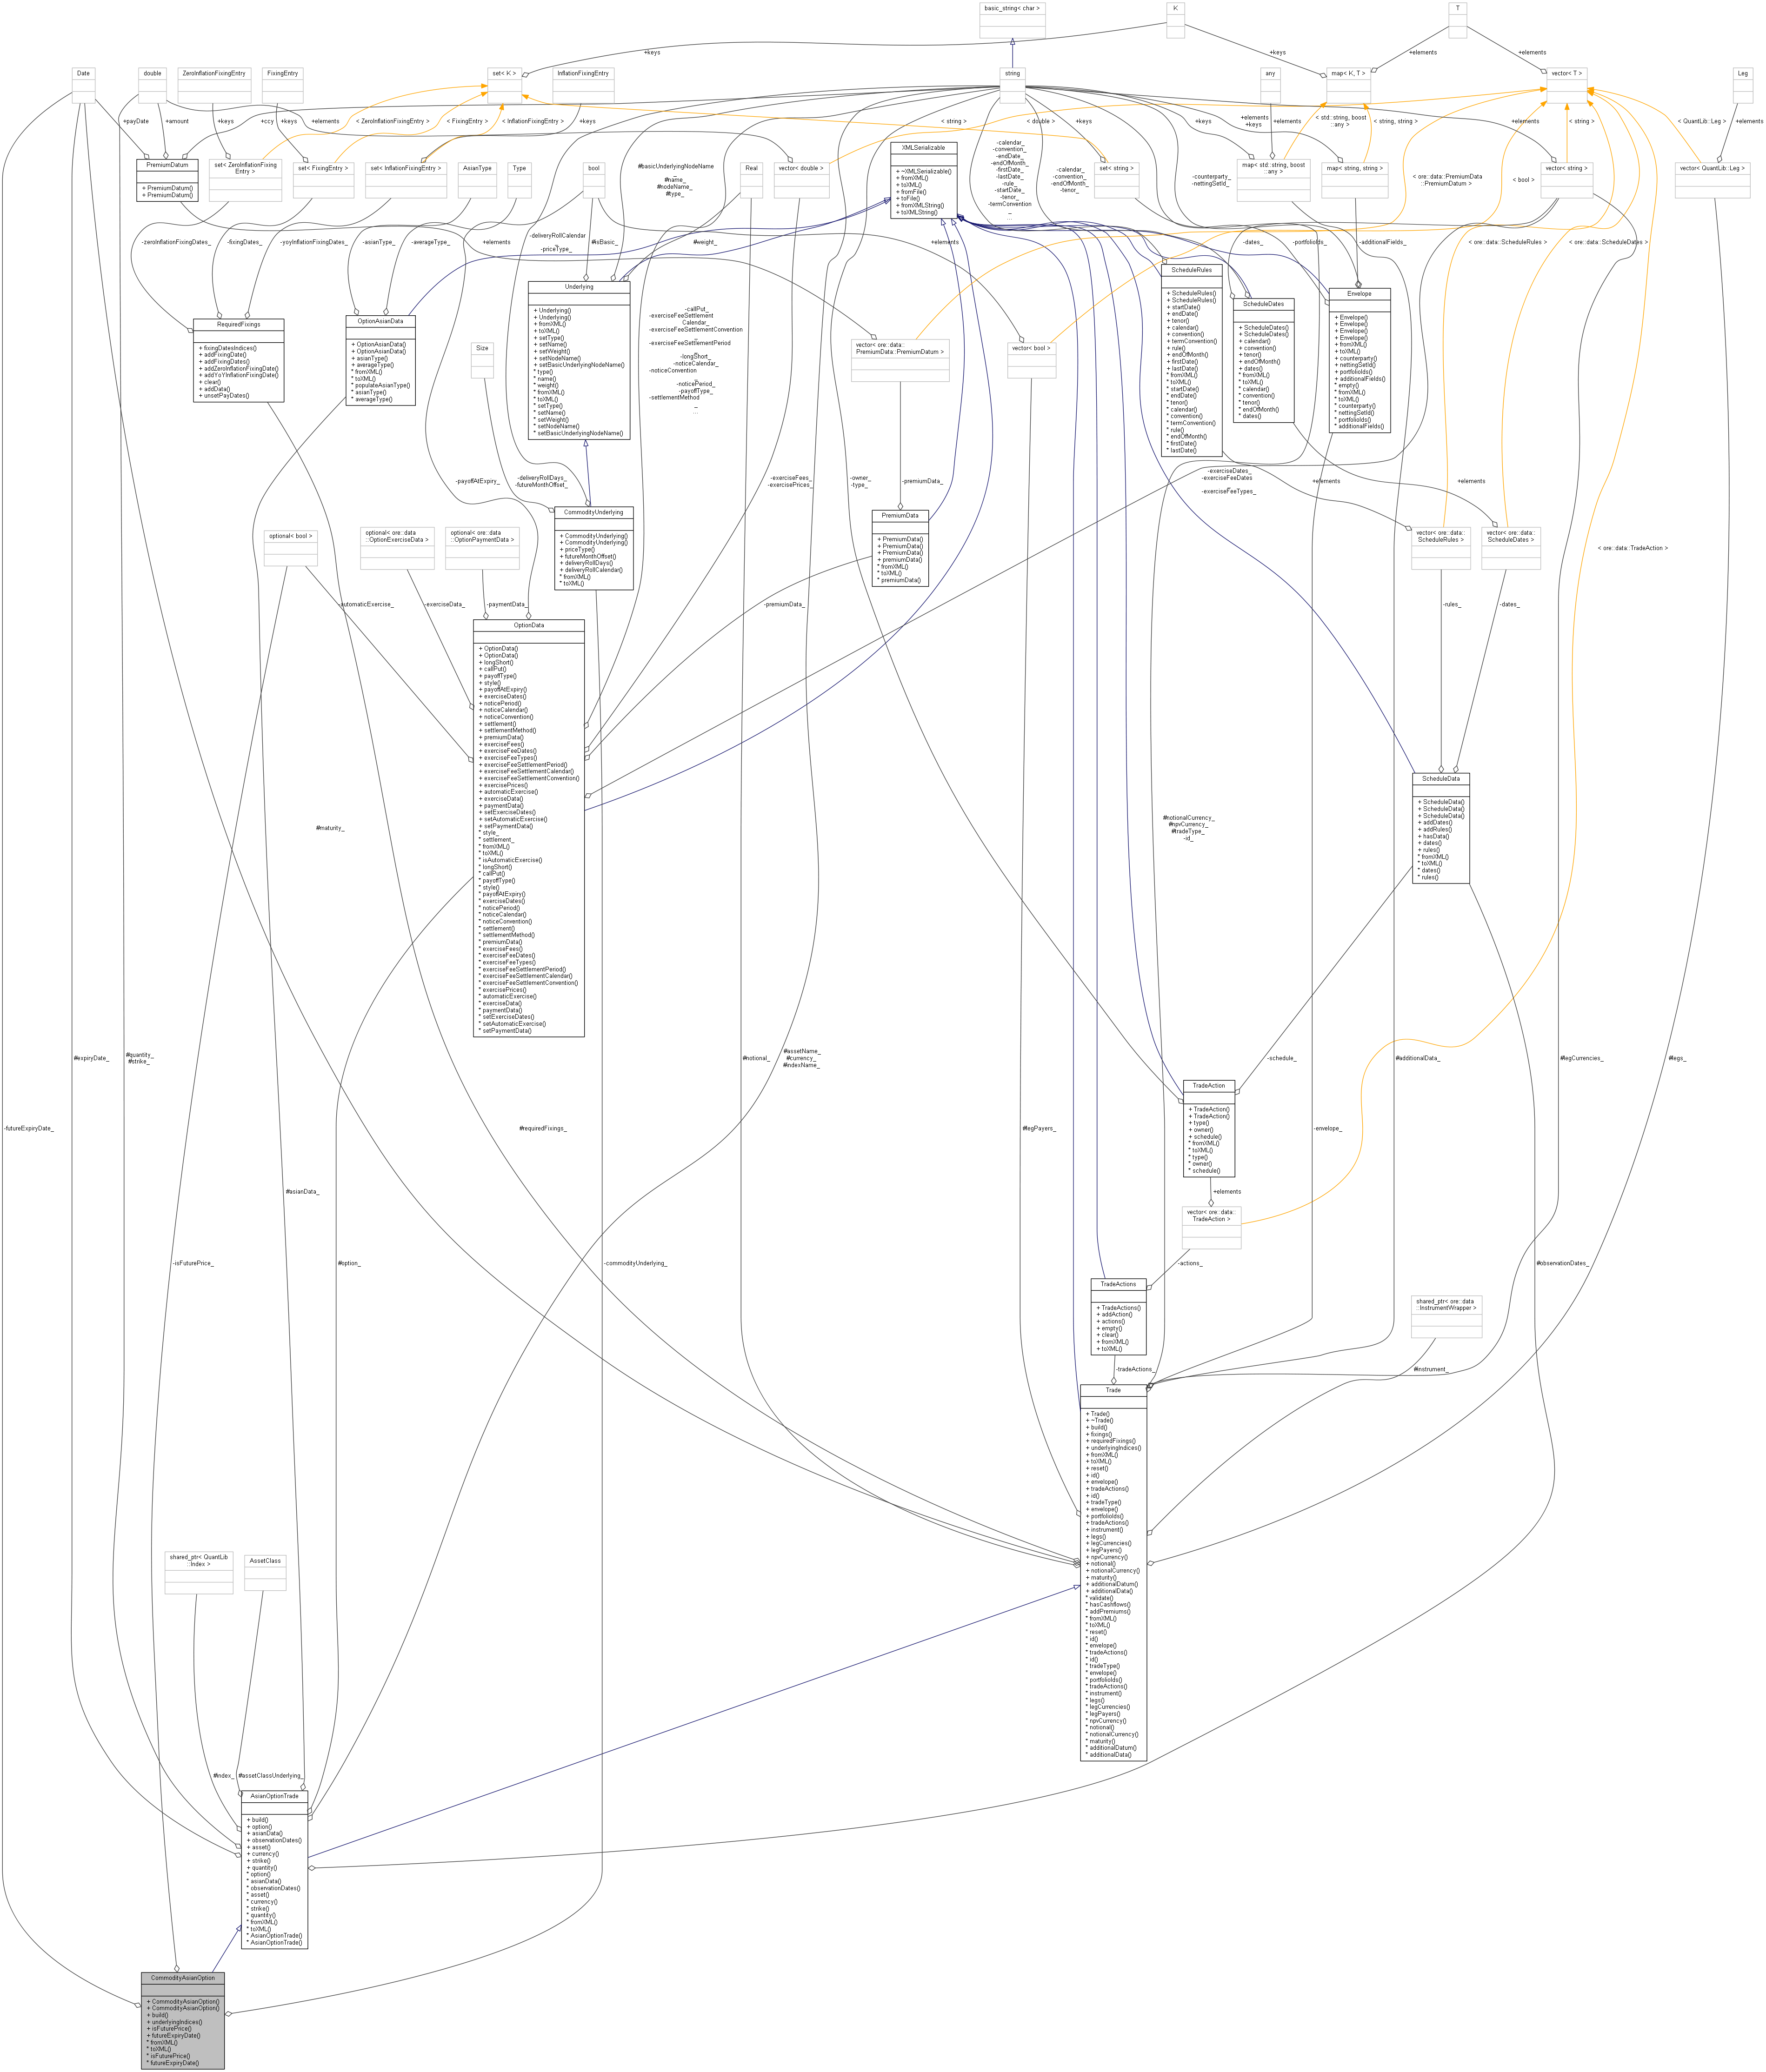 basic_string< char >
K
T
+keys
+keys
+elements
+elements
Date
double
ZeroInflationFixingEntry
FixingEntry
set< K >
InflationFixingEntry
string
any
map< K, T >
vector< T >
Leg
+payDate
+amount
+keys
+keys
< ZeroInflationFixingEntry >
< FixingEntry >
< InflationFixingEntry >
+keys
+ccy
+elements
< string >
< double >
+keys
+keys
+elements
+keys
+elements
< std::string, boost
::any >
< string, string >
+elements
< string >
< QuantLib::Leg >
+elements
PremiumDatum
+ PremiumDatum()
+ PremiumDatum()
set< ZeroInflationFixing
Entry >
set< FixingEntry >
set< InflationFixingEntry >
AsianType
Type
bool
#basicUnderlyingNodeName
_
#name_
#nodeName_
#type_
Real
vector< double >
XMLSerializable
+ ~XMLSerializable()
+ fromXML()
+ toXML()
+ fromFile()
+ toFile()
+ fromXMLString()
+ toXMLString()
-calendar_
-convention_
-endDate_
-endOfMonth_
-firstDate_
-lastDate_
-rule_
-startDate_
-tenor_
-termConvention
_
...
-calendar_
-convention_
-endOfMonth_
-tenor_
set< string >
-counterparty_
-nettingSetId_
map< std::string, boost
::any >
map< string, string >
< ore::data::PremiumData
::PremiumDatum >
< bool >
vector< string >
vector< QuantLib::Leg >
-zeroInflationFixingDates_
-fixingDates_
-yoyInflationFixingDates_
-asianType_
-averageType_
+elements
-deliveryRollCalendar
_
-priceType_
#isBasic_
#weight_
+elements
-dates_
-portfolioIds_
-additionalFields_
< ore::data::ScheduleRules >
< ore::data::ScheduleDates >
RequiredFixings
+ fixingDatesIndices()
+ addFixingDate()
+ addFixingDates()
+ addZeroInflationFixingDate()
+ addYoYInflationFixingDate()
+ clear()
+ addData()
+ unsetPayDates()
OptionAsianData
+ OptionAsianData()
+ OptionAsianData()
+ asianType()
+ averageType()
* fromXML()
* toXML()
* populateAsianType()
* asianType()
* averageType()
Size
Underlying
+ Underlying()
+ Underlying()
+ fromXML()
+ toXML()
+ setType()
+ setName()
+ setWeight()
+ setNodeName()
+ setBasicUnderlyingNodeName()
* type()
* name()
* weight()
* fromXML()
* toXML()
* setType()
* setName()
* setWeight()
* setNodeName()
* setBasicUnderlyingNodeName()
-callPut_
-exerciseFeeSettlement
Calendar_
-exerciseFeeSettlementConvention
_
-exerciseFeeSettlementPeriod
_
-longShort_
-noticeCalendar_
-noticeConvention
_
-noticePeriod_
-payoffType_
-settlementMethod
_
...
vector< ore::data::
PremiumData::PremiumDatum >
vector< bool >
ScheduleRules
+ ScheduleRules()
+ ScheduleRules()
+ startDate()
+ endDate()
+ tenor()
+ calendar()
+ convention()
+ termConvention()
+ rule()
+ endOfMonth()
+ firstDate()
+ lastDate()
* fromXML()
* toXML()
* startDate()
* endDate()
* tenor()
* calendar()
* convention()
* termConvention()
* rule()
* endOfMonth()
* firstDate()
* lastDate()
ScheduleDates
+ ScheduleDates()
+ ScheduleDates()
+ calendar()
+ convention()
+ tenor()
+ endOfMonth()
+ dates()
* fromXML()
* toXML()
* calendar()
* convention()
* tenor()
* endOfMonth()
* dates()
Envelope
+ Envelope()
+ Envelope()
+ Envelope()
+ Envelope()
+ fromXML()
+ toXML()
+ counterparty()
+ nettingSetId()
+ portfolioIds()
+ additionalFields()
* empty()
* fromXML()
* toXML()
* counterparty()
* nettingSetId()
* portfolioIds()
* additionalFields()
-payoffAtExpiry_
-deliveryRollDays_
-futureMonthOffset_
-exerciseFees_
-exercisePrices_
-owner_
-type_
-premiumData_
-exerciseDates_
-exerciseFeeDates
_
-exerciseFeeTypes_
+elements
+elements
optional< bool >
optional< ore::data
::OptionExerciseData >
optional< ore::data
::OptionPaymentData >
CommodityUnderlying
+ CommodityUnderlying()
+ CommodityUnderlying()
+ priceType()
+ futureMonthOffset()
+ deliveryRollDays()
+ deliveryRollCalendar()
* fromXML()
* toXML()
PremiumData
+ PremiumData()
+ PremiumData()
+ PremiumData()
+ premiumData()
* fromXML()
* toXML()
* premiumData()
vector< ore::data::
ScheduleRules >
vector< ore::data::
ScheduleDates >
< ore::data::TradeAction >
-automaticExercise_
-exerciseData_
-paymentData_
-premiumData_
-rules_
-dates_
OptionData
+ OptionData()
+ OptionData()
+ longShort()
+ callPut()
+ payoffType()
+ style()
+ payoffAtExpiry()
+ exerciseDates()
+ noticePeriod()
+ noticeCalendar()
+ noticeConvention()
+ settlement()
+ settlementMethod()
+ premiumData()
+ exerciseFees()
+ exerciseFeeDates()
+ exerciseFeeTypes()
+ exerciseFeeSettlementPeriod()
+ exerciseFeeSettlementCalendar()
+ exerciseFeeSettlementConvention()
+ exercisePrices()
+ automaticExercise()
+ exerciseData()
+ paymentData()
+ setExerciseDates()
+ setAutomaticExercise()
+ setPaymentData()
* style_
* settlement_
* fromXML()
* toXML()
* isAutomaticExercise()
* longShort()
* callPut()
* payoffType()
* style()
* payoffAtExpiry()
* exerciseDates()
* noticePeriod()
* noticeCalendar()
* noticeConvention()
* settlement()
* settlementMethod()
* premiumData()
* exerciseFees()
* exerciseFeeDates()
* exerciseFeeTypes()
* exerciseFeeSettlementPeriod()
* exerciseFeeSettlementCalendar()
* exerciseFeeSettlementConvention()
* exercisePrices()
* automaticExercise()
* exerciseData()
* paymentData()
* setExerciseDates()
* setAutomaticExercise()
* setPaymentData()
#maturity_
#notionalCurrency_
#npvCurrency_
#tradeType_
-id_
ScheduleData
+ ScheduleData()
+ ScheduleData()
+ ScheduleData()
+ addDates()
+ addRules()
+ hasData()
+ dates()
+ rules()
* fromXML()
* toXML()
* dates()
* rules()
#expiryDate_
#quantity_
#strike_
#assetName_
#currency_
#indexName_
#notional_
-schedule_
#additionalData_
#legCurrencies_
#legs_
TradeAction
+ TradeAction()
+ TradeAction()
+ type()
+ owner()
+ schedule()
* fromXML()
* toXML()
* type()
* owner()
* schedule()
-futureExpiryDate_
#requiredFixings_
#legPayers_
-envelope_
#asianData_
+elements
vector< ore::data::
TradeAction >
-isFuturePrice_
#option_
-commodityUnderlying_
-actions_
#observationDates_
TradeActions
+ TradeActions()
+ addAction()
+ actions()
+ empty()
+ clear()
+ fromXML()
+ toXML()
shared_ptr< ore::data
::InstrumentWrapper >
-tradeActions_
#instrument_
Trade
+ Trade()
+ ~Trade()
+ build()
+ fixings()
+ requiredFixings()
+ underlyingIndices()
+ fromXML()
+ toXML()
+ reset()
+ id()
+ envelope()
+ tradeActions()
+ id()
+ tradeType()
+ envelope()
+ portfolioIds()
+ tradeActions()
+ instrument()
+ legs()
+ legCurrencies()
+ legPayers()
+ npvCurrency()
+ notional()
+ notionalCurrency()
+ maturity()
+ additionalDatum()
+ additionalData()
* validate()
* hasCashflows()
* addPremiums()
* fromXML()
* toXML()
* reset()
* id()
* envelope()
* tradeActions()
* id()
* tradeType()
* envelope()
* portfolioIds()
* tradeActions()
* instrument()
* legs()
* legCurrencies()
* legPayers()
* npvCurrency()
* notional()
* notionalCurrency()
* maturity()
* additionalDatum()
* additionalData()
shared_ptr< QuantLib
::Index >
AssetClass
#index_
#assetClassUnderlying_
AsianOptionTrade
+ build()
+ option()
+ asianData()
+ observationDates()
+ asset()
+ currency()
+ strike()
+ quantity()
* option()
* asianData()
* observationDates()
* asset()
* currency()
* strike()
* quantity()
* fromXML()
* toXML()
* AsianOptionTrade()
* AsianOptionTrade()
CommodityAsianOption
+ CommodityAsianOption()
+ CommodityAsianOption()
+ build()
+ underlyingIndices()
+ isFuturePrice()
+ futureExpiryDate()
* fromXML()
* toXML()
* isFuturePrice()
* futureExpiryDate()